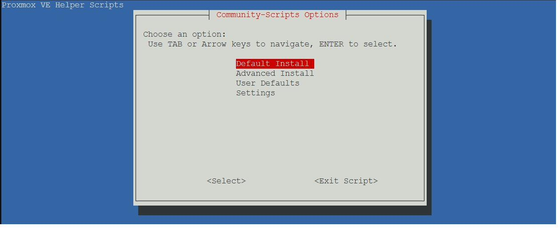 Proxmox VE Helper Scripts
Community-Scripts Options
Choose an option:
Use TAB or Arrow keys to navigate, ENTER to select.
Default Install
Advanced Install
User Defaults
Settings
<Select> <Exit Script>